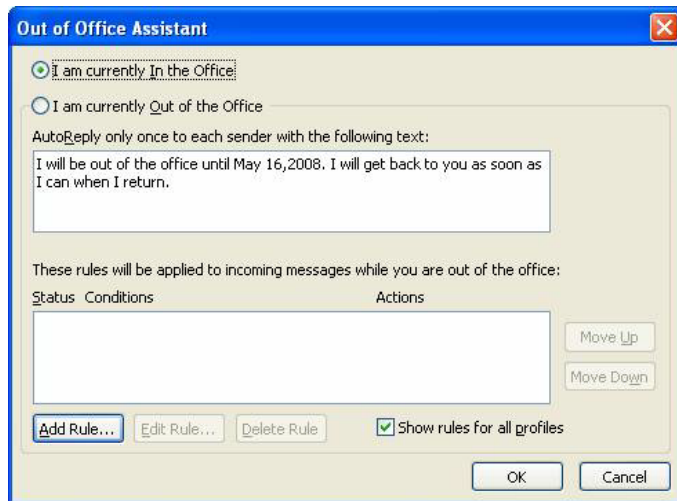 Out of Office Assistant
I am currently In the Office
I am currently Out of the Office
AutoReply only once to each sender with the following text:
I will be out of the office until May 16,2008. I will get back to you as soon as
I can when I return.
These rules will be applied to incoming messages while you are out of the office:
Status Conditions Actions
Move Up
Move Down
Add Rule... Edit Rule... Delete Rule Show rules for all profiles
OK Cancel